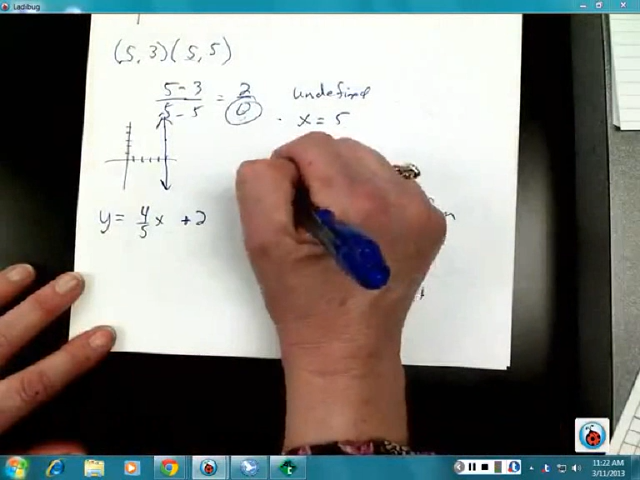 Ladibug
(5, 3) (5, 5)
5 - 3 / 5 - 5 = 2 / 0 undefined
x = 5
y = 4/5 x + 2
11:22 AM
3/11/2013